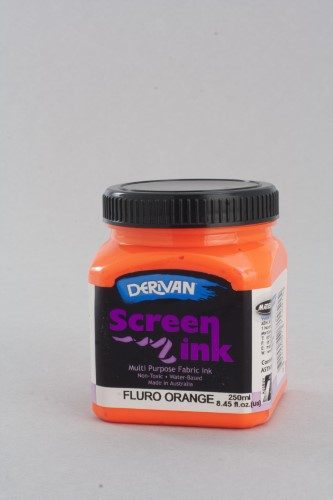 DERIVAN
Screen
ink
Multi Purpose Fabric Ink
Non-Toxic • Water-Based
Made in Australia
FLURO ORANGE 250ml
8.45 fl.oz.(us)